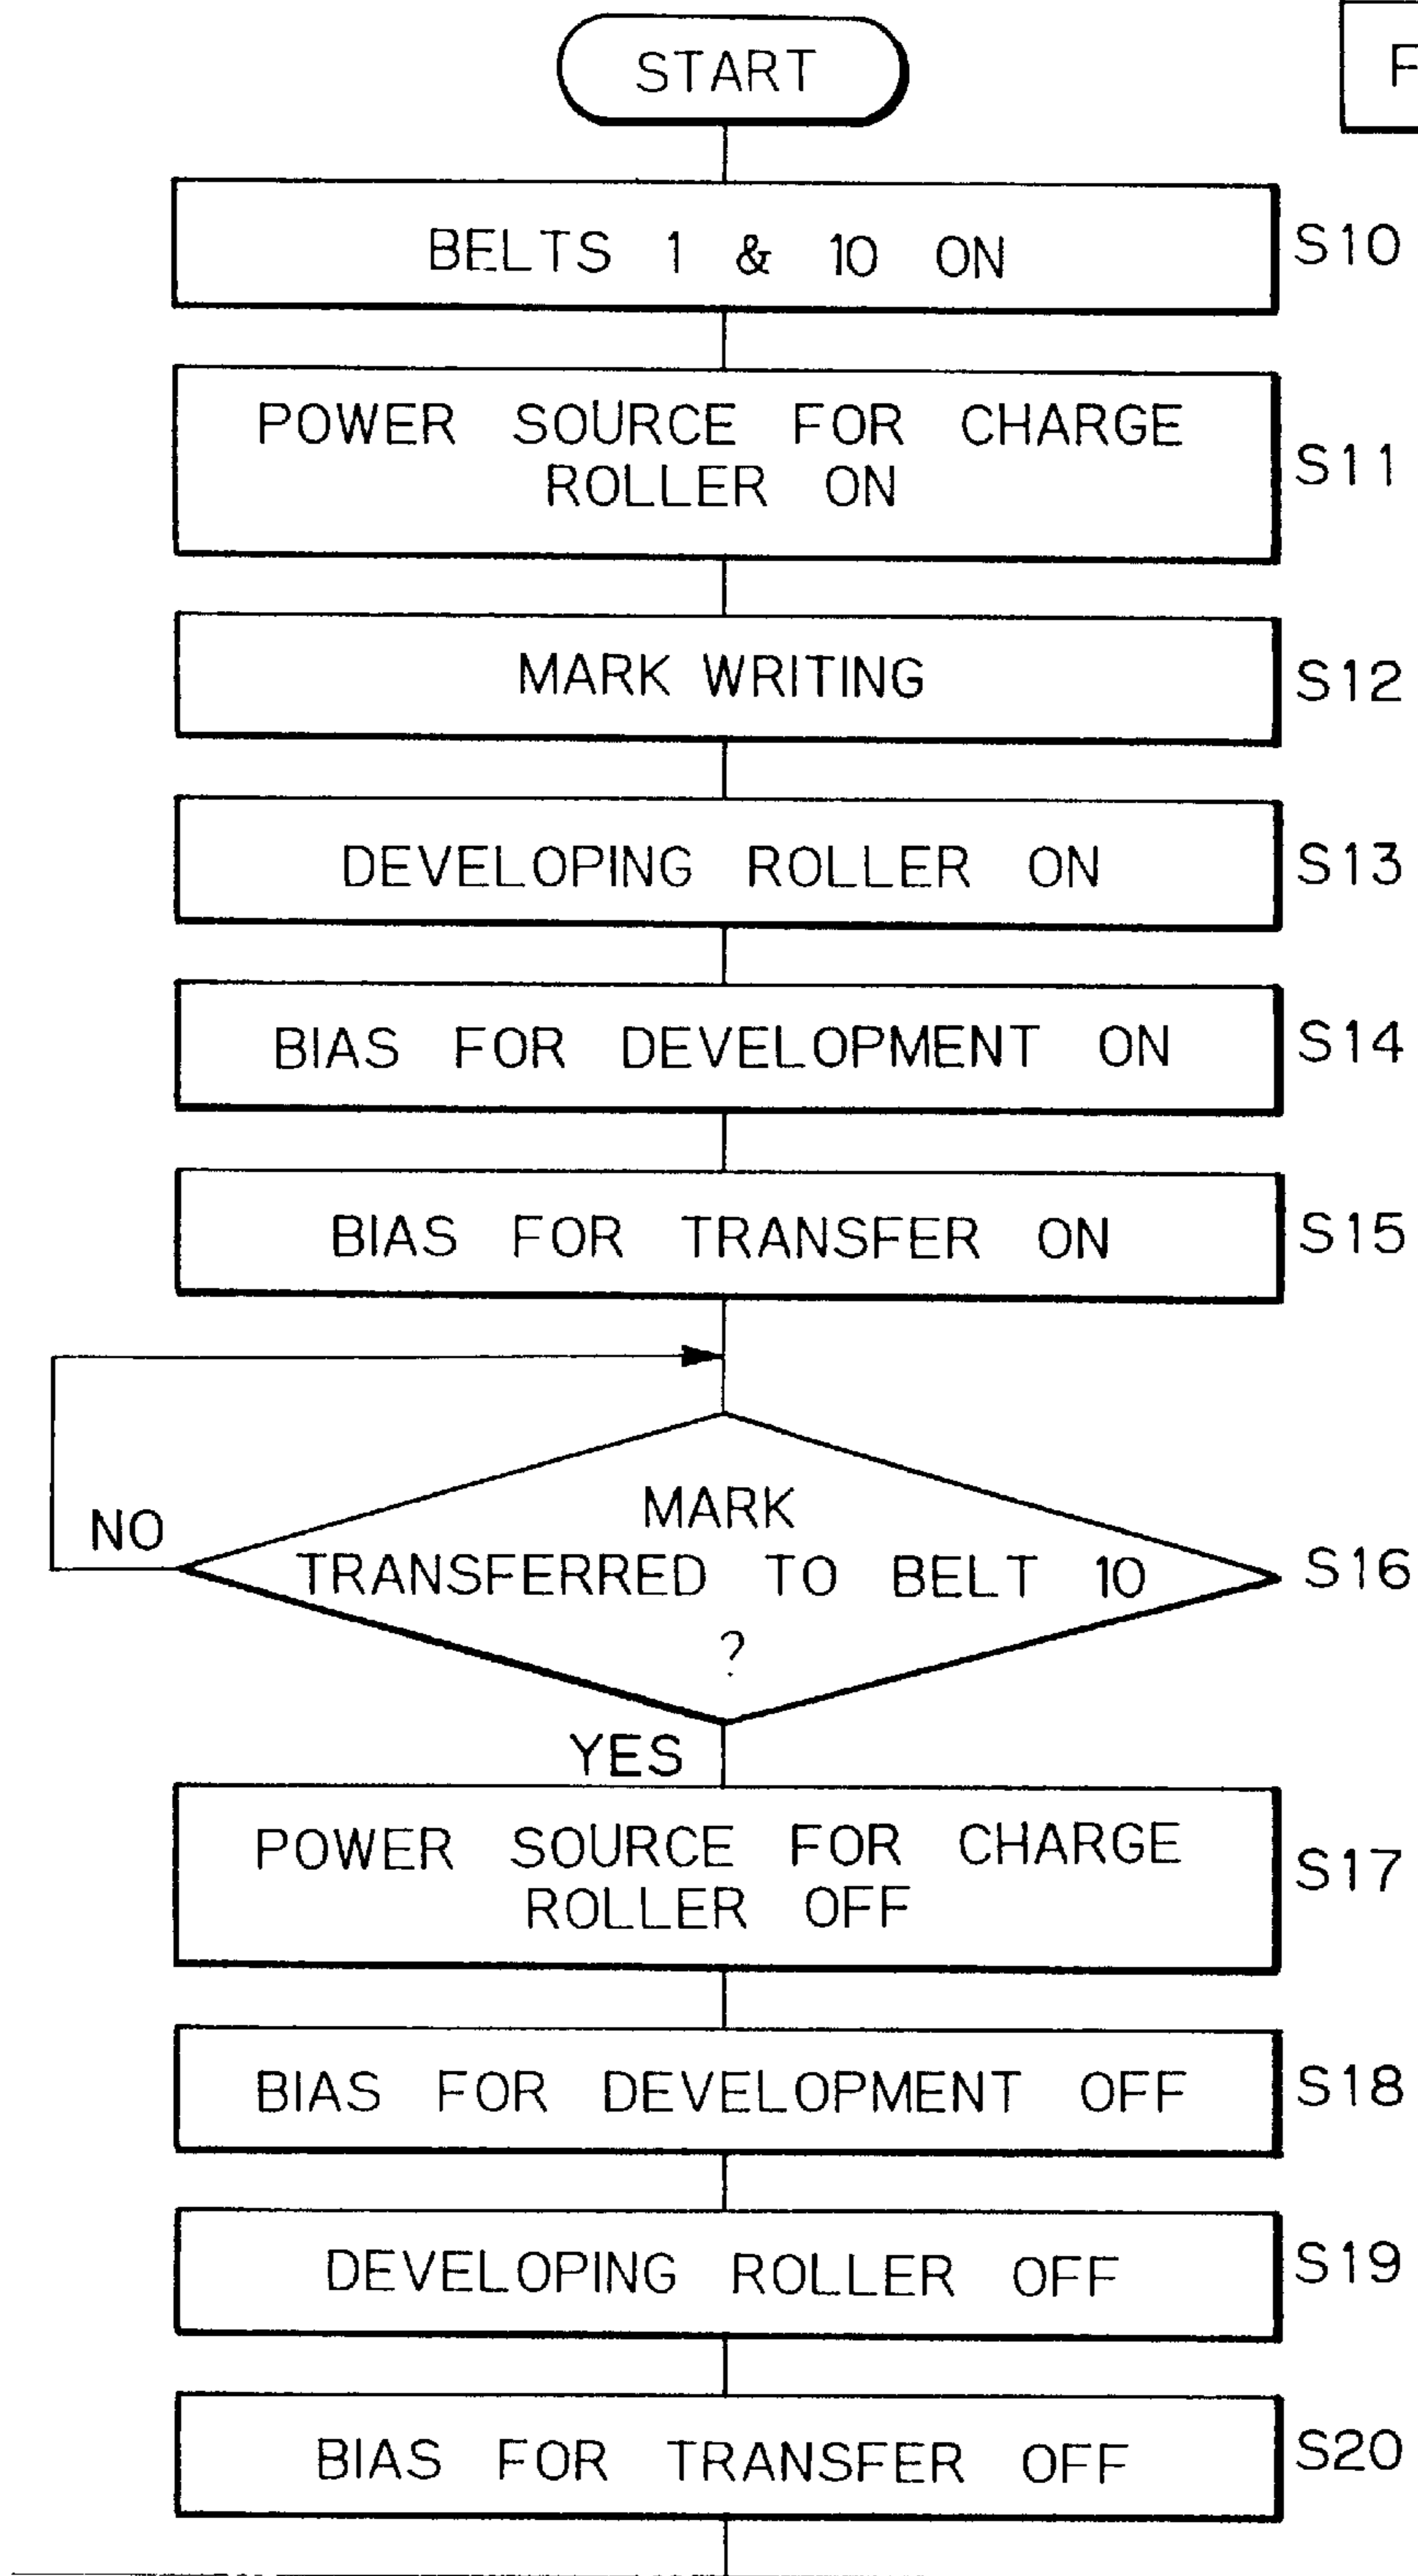 START
BELTS 1 & 10 ON
S10
POWER SOURCE FOR CHARGE
ROLLER ON
S11
MARK WRITING
S12
DEVELOPING ROLLER ON
S13
BIAS FOR DEVELOPMENT ON
S14
BIAS FOR TRANSFER ON
S15
NO
MARK
TRANSFERRED TO BELT 10
?
S16
YES
POWER SOURCE FOR CHARGE
ROLLER OFF
S17
BIAS FOR DEVELOPMENT OFF
S18
DEVELOPING ROLLER OFF
S19
BIAS FOR TRANSFER OFF
S20